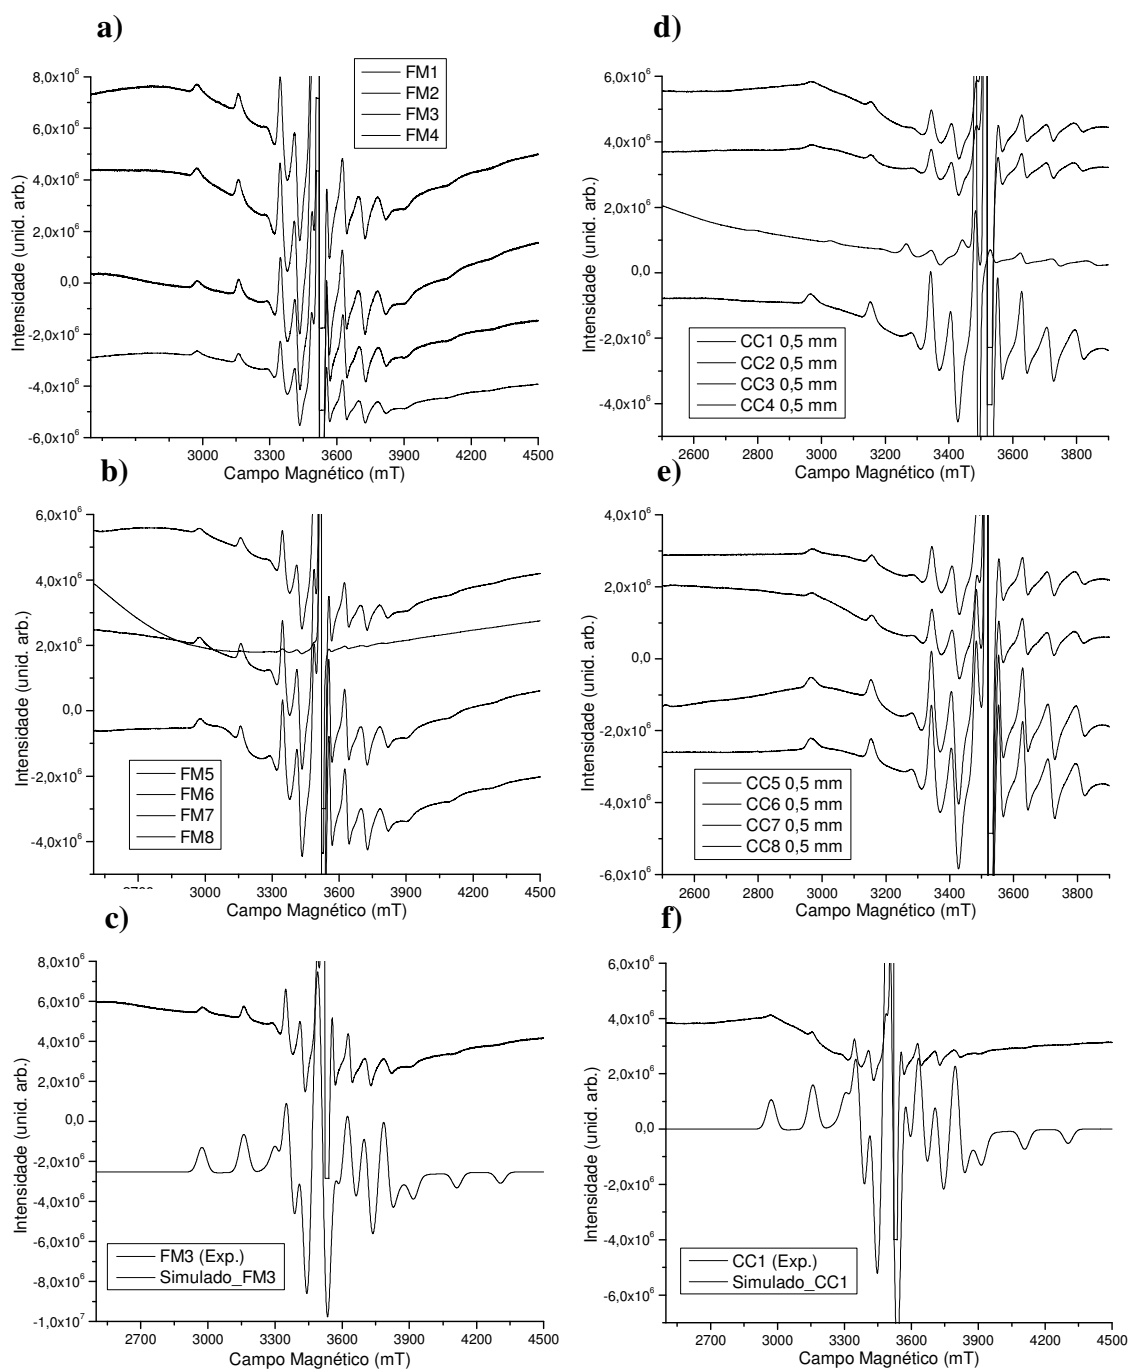 a)
8,0x10⁶
6,0x10⁶
4,0x10⁶
2,0x10⁶
0,0
-2,0x10⁶
-4,0x10⁶
-6,0x10⁶
Intensidade (unid. arb.)
FM1
FM2
FM3
FM4
3000 3300 3600 3900 4200 4500
Campo Magnético (mT)
d)
6,0x10⁶
4,0x10⁶
2,0x10⁶
0,0
-2,0x10⁶
-4,0x10⁶
Intensidade (unid. arb.)
CC1 0,5 mm
CC2 0,5 mm
CC3 0,5 mm
CC4 0,5 mm
2600 2800 3000 3200 3400 3600 3800
Campo Magnético (mT)
b)
6,0x10⁶
4,0x10⁶
2,0x10⁶
0,0
-2,0x10⁶
-4,0x10⁶
Intensidade (unid. arb.)
FM5
FM6
FM7
FM8
3000 3300 3600 3900 4200 4500
Campo Magnético (mT)
e)
4,0x10⁶
2,0x10⁶
0,0
-2,0x10⁶
-4,0x10⁶
-6,0x10⁶
Intensidade (unid. arb.)
CC5 0,5 mm
CC6 0,5 mm
CC7 0,5 mm
CC8 0,5 mm
2600 2800 3000 3200 3400 3600 3800
Campo Magnético (mT)
c)
8,0x10⁶
6,0x10⁶
4,0x10⁶
2,0x10⁶
0,0
-2,0x10⁶
-4,0x10⁶
-6,0x10⁶
-8,0x10⁶
-1,0x10⁷
Intensidade (unid. arb.)
FM3 (Exp.)
Simulado_FM3
2700 3000 3300 3600 3900 4200 4500
Campo Magnético (mT)
f)
6,0x10⁶
4,0x10⁶
2,0x10⁶
0,0
-2,0x10⁶
-4,0x10⁶
-6,0x10⁶
Intensidade (unid. arb.)
CC1 (Exp.)
Simulado_CC1
2700 3000 3300 3600 3900 4200 4500
Campo Magnético (mT)